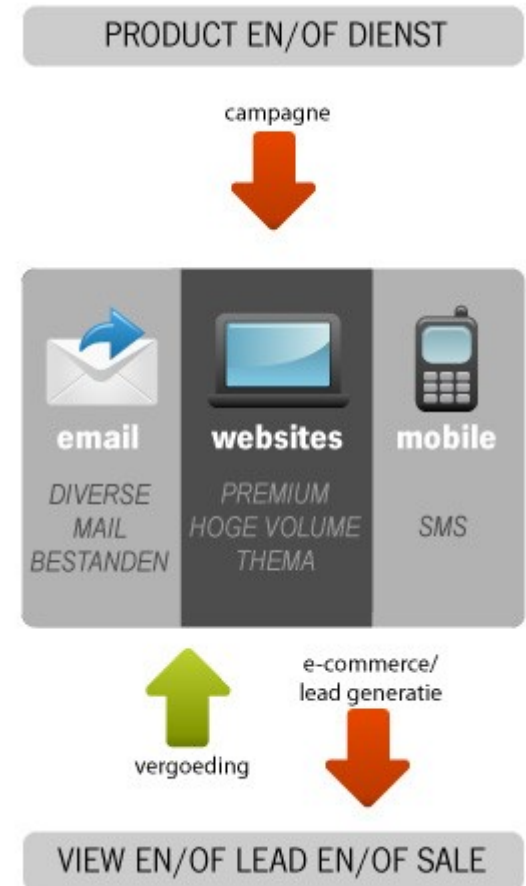 PRODUCT EN/OF DIENST
campagne
email
DIVERSE
MAIL
BESTANDEN
websites
PREMIUM
HOGE VOLUME
THEMA
mobile
SMS
vergoeding
e-commerce/
lead generatie
VIEW EN/OF LEAD EN/OF SALE